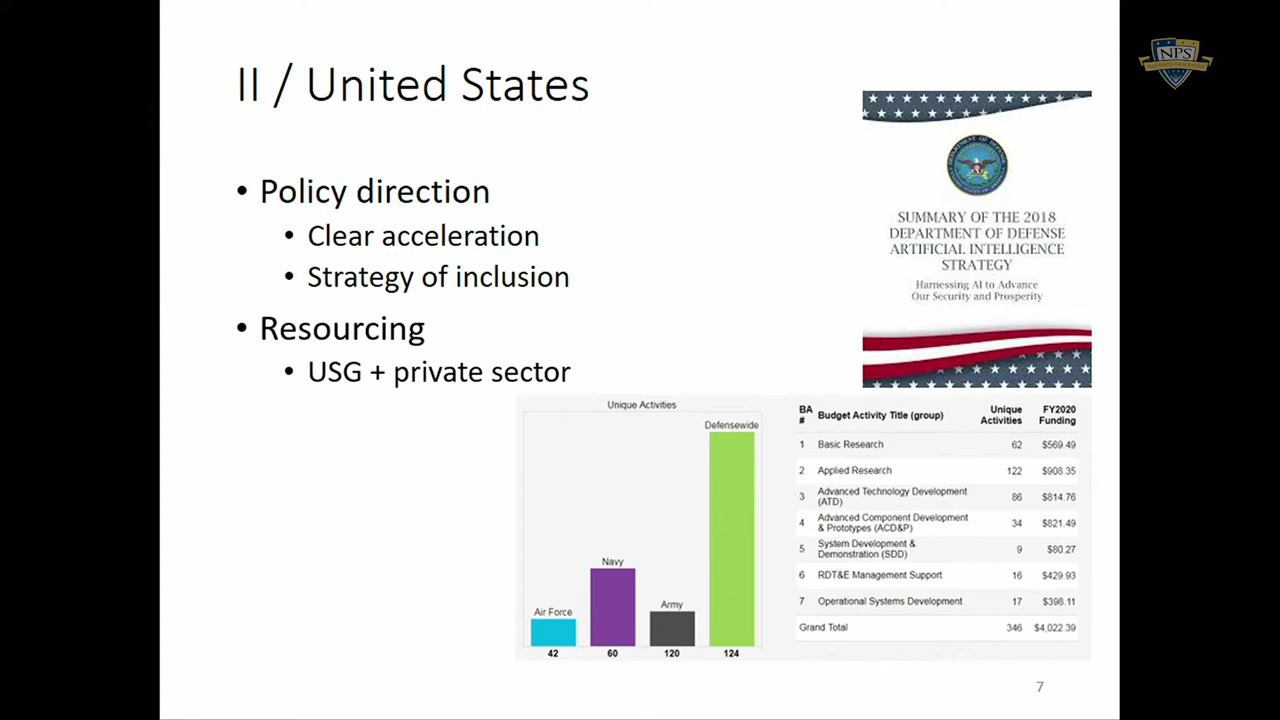 II / United States
NPS
• Policy direction
• Clear acceleration
• Strategy of inclusion
• Resourcing
• USG + private sector
SUMMARY OF THE 2018
DEPARTMENT OF DEFENSE
ARTIFICIAL INTELLIGENCE
STRATEGY
Harnessing AI to Advance
Our Security and Prosperity
Unique Activities
Defensewide
Navy
Army
Air Force
42 60 120 124
BA # Budget Activity Title (group) Unique Activities FY2020 Funding
1 Basic Research 62 $569.49
2 Applied Research 122 $908.35
3 Advanced Technology Development (ATD) 86 $814.76
4 Advanced Component Development & Prototypes (ACD&P) 34 $821.49
5 System Development & Demonstration (SDD) 9 $80.27
6 RDT&E Management Support 16 $429.93
7 Operational Systems Development 17 $398.11
Grand Total 346 $4,022.39
7